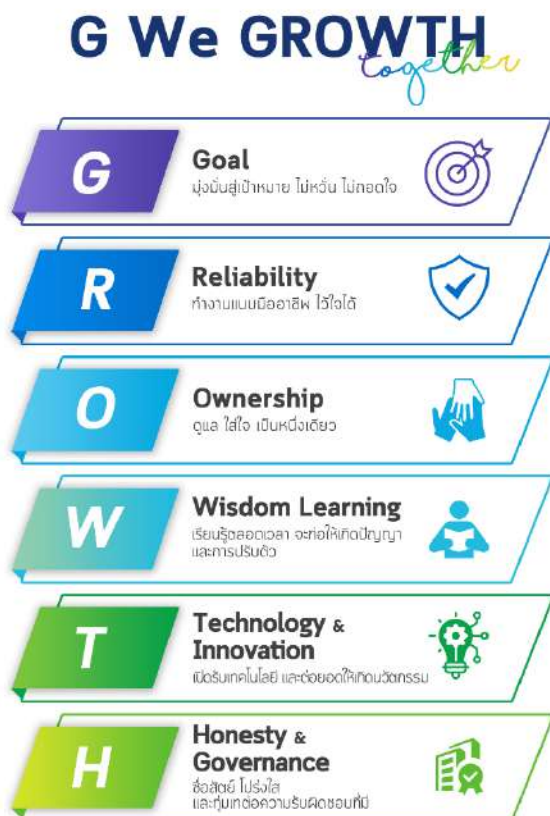 G We GROWTH
together
G
Goal
มุ่งมั่นสู่เป้าหมาย ไม่หวั่น ไม่ถอดใจ
R
Reliability
ทำงานแบบมืออาชีพ ไว้ใจได้
O
Ownership
ดูแล ใส่ใจ เป็นหนึ่งเดียว
W
Wisdom Learning
เรียนรู้ตลอดเวลา จะก่อให้เกิดปัญญา
และการปรับตัว
T
Technology &
Innovation
เปิดรับเทคโนโลยี และต่อยอดให้เกิดนวัตกรรม
H
Honesty &
Governance
ซื่อสัตย์ โปร่งใส
และทุ่มเทต่อความรับผิดชอบที่มี